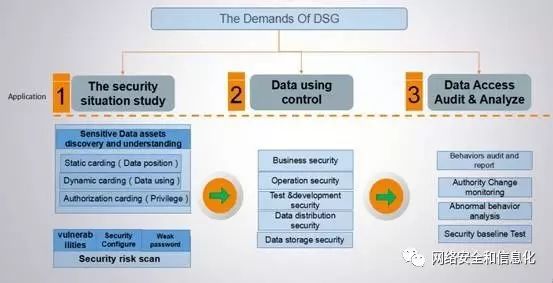 The Demands Of DSG
Application
1
The security
situation study
2
Data using
control
3
Data Access
Audit & Analyze
Sensitive Data assets
discovery and understanding
Static carding ( Data position )
Dynamic carding ( Data using )
Authorization carding ( Privilege )
vulnerab
ilities
Security
Configure
Weak
password
Security risk scan
Business security
Operation security
Test &development
security
Data distribution
security
Data storage security
Behaviors audit and
report
Authority Change
monitoring
Abnormal behavior
analysis
Security baseline Test
网络安全和信息化